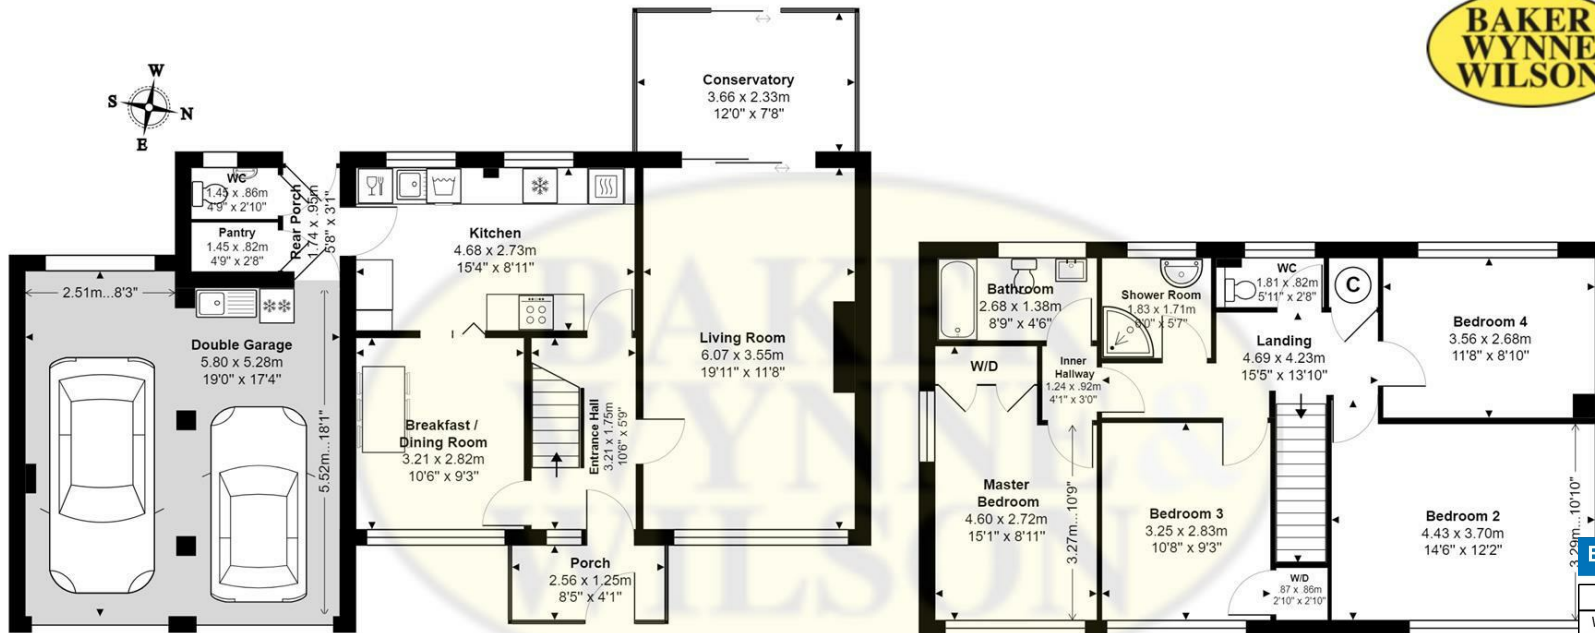 BAKER
WYNNE
WILSON
W
S
N
E
Conservatory
3.66 x 2.33m
12'0" x 7'8"
WC
1.45 x .86m
4'9" x 2'10"
Pantry
1.45 x .82m
4'9" x 2'8"
Rear Porch
1.74 x .95m
5'8" x 3'1"
Kitchen
4.68 x 2.73m
15'4" x 8'11"
2.51m...8'3"
Double Garage
5.80 x 5.28m
19'0" x 17'4"
5.52m...18'1"
Breakfast /
Dining Room
3.21 x 2.82m
10'6" x 9'3"
Entrance Hall
3.21 x 1.75m
10'6" x 5'9"
Living Room
6.07 x 3.55m
19'11" x 11'8"
Porch
2.56 x 1.25m
8'5" x 4'1"
Bathroom
2.68 x 1.38m
8'9" x 4'6"
Shower Room
1.83 x 1.71m
6'0" x 5'7"
WC
1.81 x .82m
5'11" x 2'8"
C
Landing
4.69 x 4.23m
15'5" x 13'10"
Bedroom 4
3.56 x 2.68m
11'8" x 8'10"
W/D
Inner
Hallway
1.24 x .92m
4'1" x 3'0"
Master
Bedroom
4.60 x 2.72m
15'1" x 8'11"
3.27m...10'9"
Bedroom 3
3.25 x 2.83m
10'8" x 9'3"
W/D
.87 x .86m
2'10" x 2'10"
Bedroom 2
4.43 x 3.70m
14'6" x 12'2"
3.29m...10'10"
BAKER
WYNNE &
WILSON
E